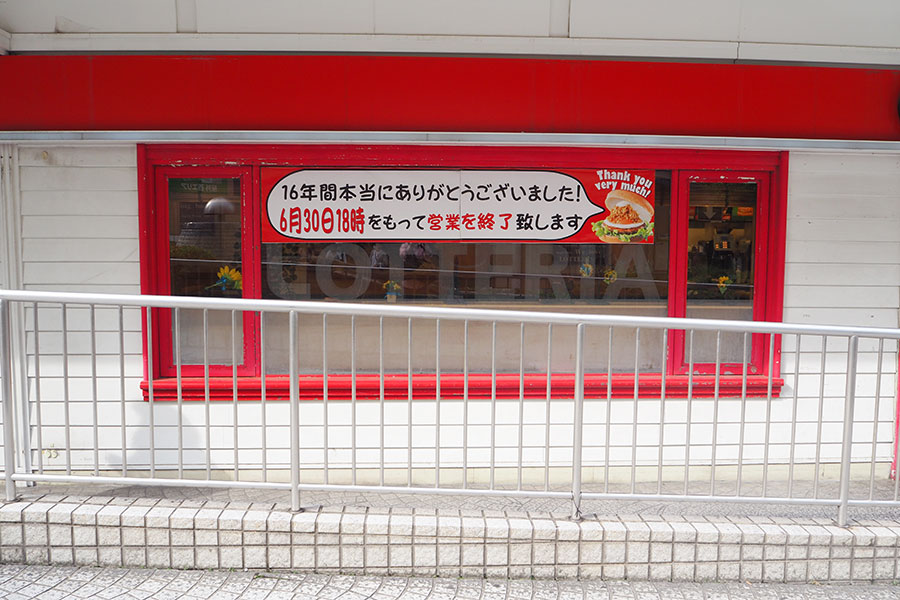 16年間本当にありがとうございました!
6月30日18時をもって営業を終了致します
Thank you
very much!
LOTTERIA